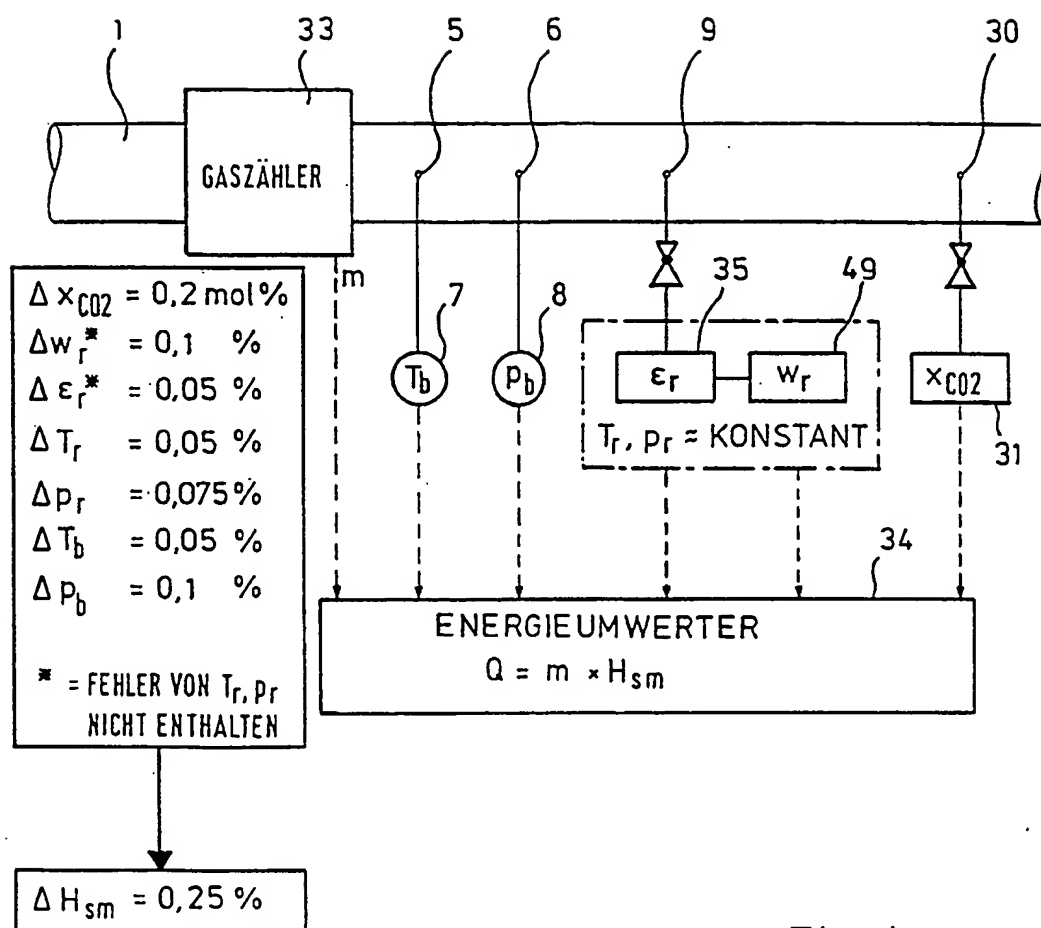 1 33 5 6 9 30
GASZÄHLER
m
Δ x_CO2 = 0,2 mol%
Δ w_r* = 0,1 %
Δ ε_r* = 0,05 %
Δ T_r = 0,05 %
Δ p_r = 0,075 %
Δ T_b = 0,05 %
Δ p_b = 0,1 %
* = FEHLER VON T_r, p_r
NICHT ENTHALTEN
7 8 35 49
T_b p_b ε_r w_r x_CO2
T_r, p_r = KONSTANT
31
34
ENERGIEUMWERTER
Q = m × H_sm
Δ H_sm = 0,25 %